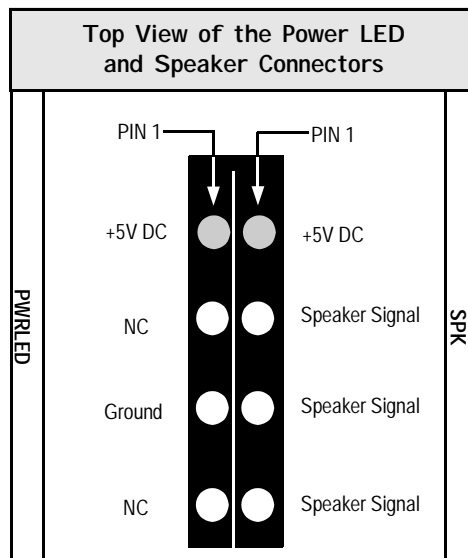 Top View of the Power LED
and Speaker Connectors
PIN 1
PIN 1
+5V DC
+5V DC
PWRLED
NC
Speaker Signal
SPK
Ground
Speaker Signal
NC
Speaker Signal